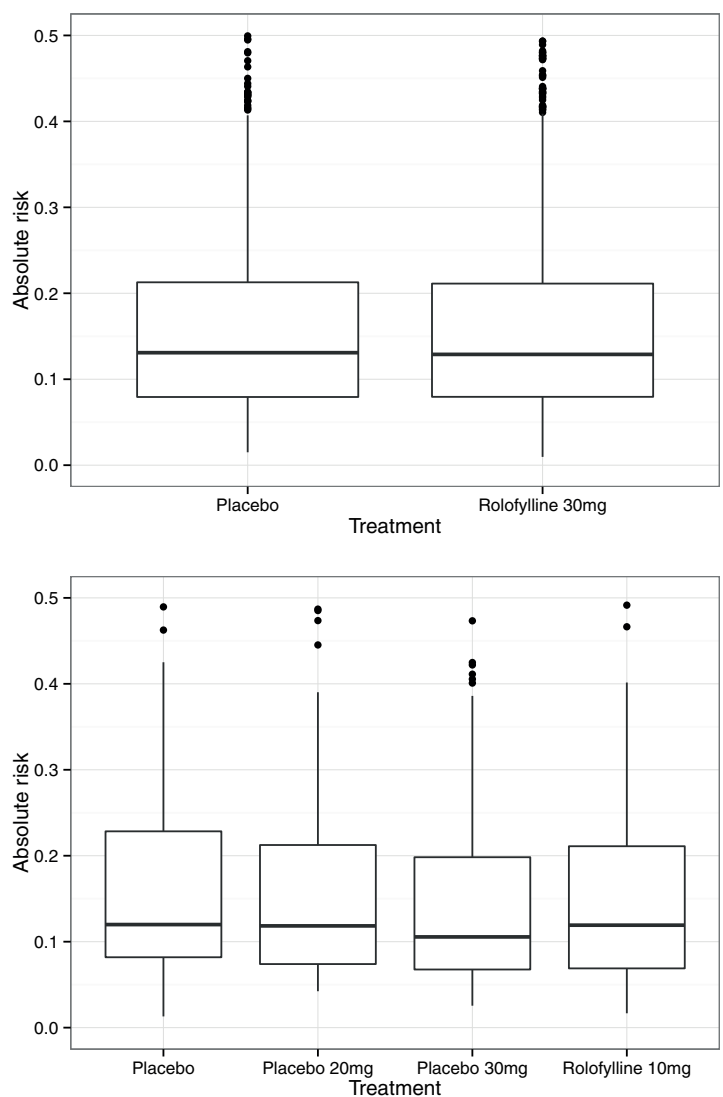 0.5
0.4
0.3
0.2
0.1
0.0
Absolute risk
Placebo Rolofylline 30mg
Treatment
0.5
0.4
0.3
0.2
0.1
0.0
Absolute risk
Placebo Placebo 20mg Placebo 30mg Rolofylline 10mg
Treatment